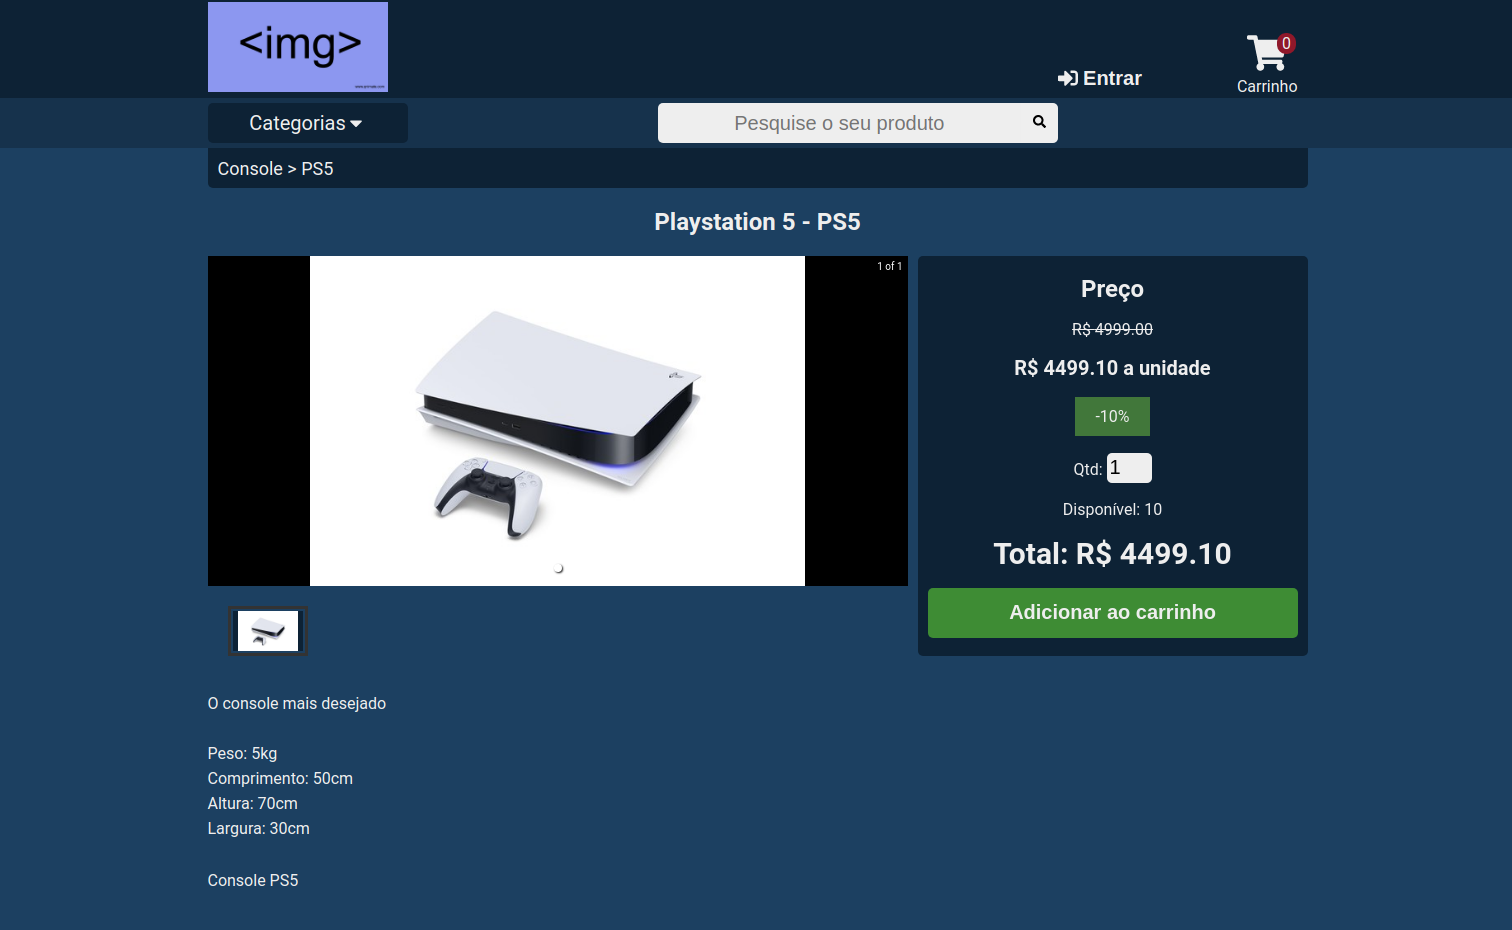 <img>
Entrar
0
Carrinho
Categorias
Pesquise o seu produto
Console > PS5
Playstation 5 - PS5
1 of 1
Preço
R$ 4999.00
R$ 4499.10 a unidade
-10%
Qtd: 1
Disponível: 10
Total: R$ 4499.10
Adicionar ao carrinho
O console mais desejado
Peso: 5kg
Comprimento: 50cm
Altura: 70cm
Largura: 30cm
Console PS5